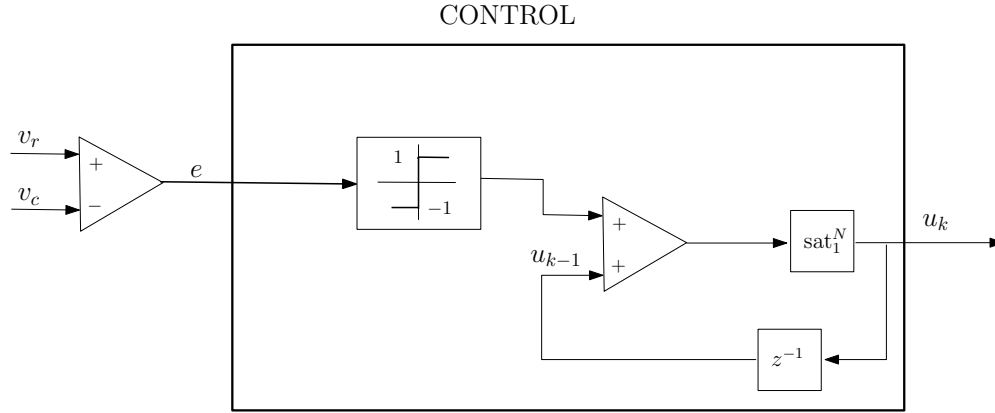 CONTROL
v_r
+
e
1
−1
v_c
−
+
u_{k−1}
+
sat_1^N
u_k
z^{−1}